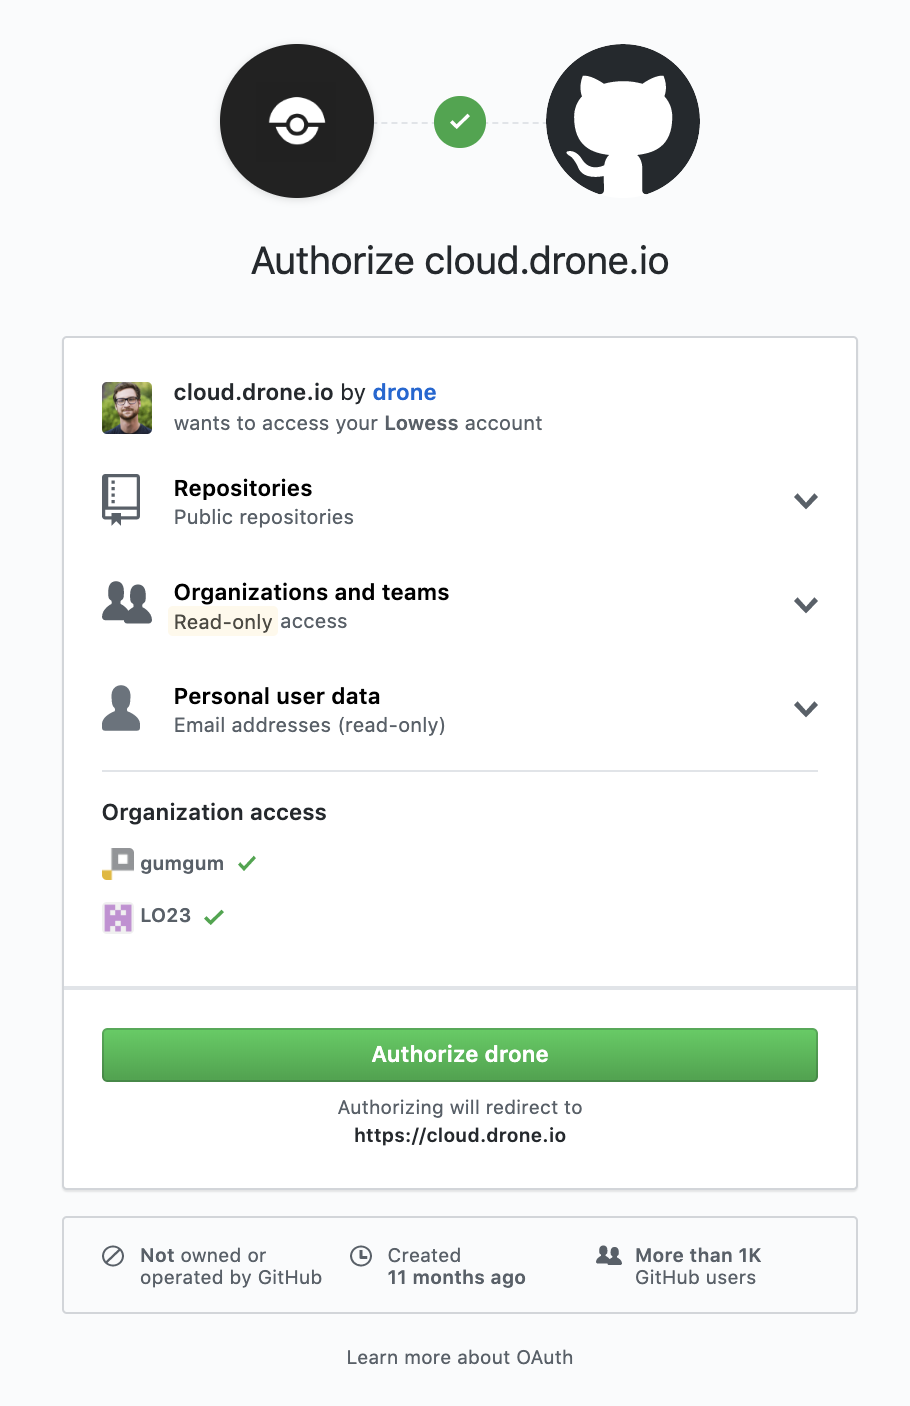 Authorize cloud.drone.io
cloud.drone.io by drone
wants to access your Lowess account
Repositories
Public repositories
Organizations and teams
Read-only access
Personal user data
Email addresses (read-only)
Organization access
gumgum
LO23
Authorize drone
Authorizing will redirect to
https://cloud.drone.io
Not owned or
operated by GitHub
Created
11 months ago
More than 1K
GitHub users
Learn more about OAuth